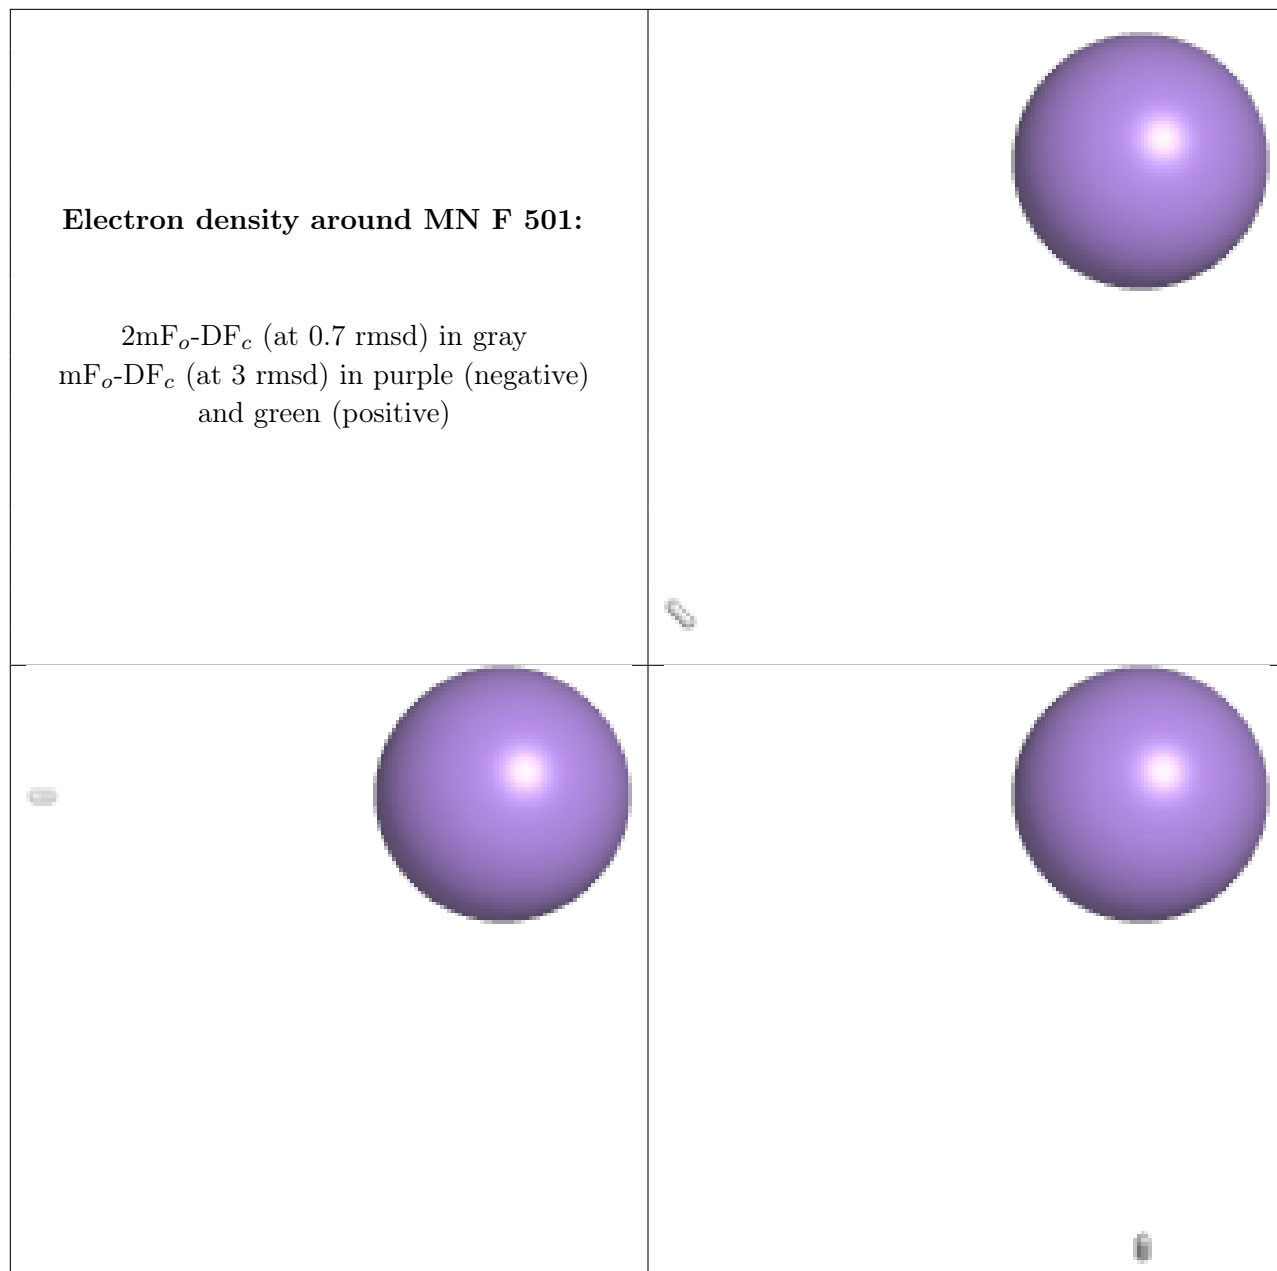 Electron density around MN F 501:
2mFo-DFc (at 0.7 rmsd) in gray
mFo-DFc (at 3 rmsd) in purple (negative)
and green (positive)